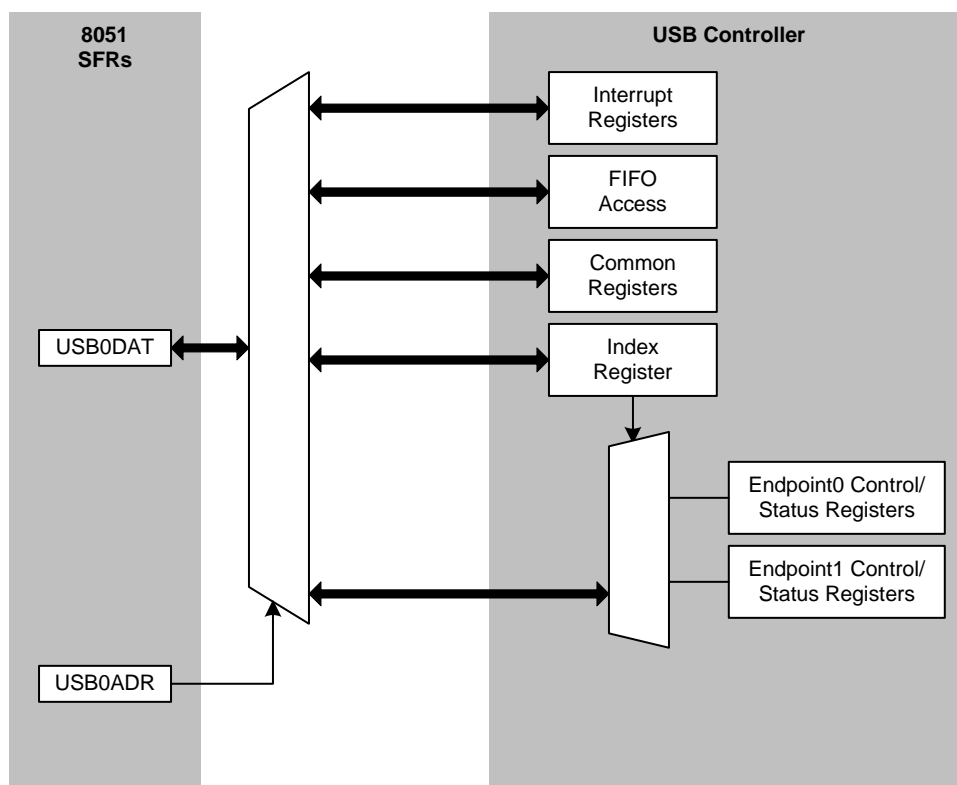 8051
SFRs
USB Controller
Interrupt
Registers
FIFO
Access
Common
Registers
USB0DAT
Index
Register
Endpoint0 Control/
Status Registers
Endpoint1 Control/
Status Registers
USB0ADR